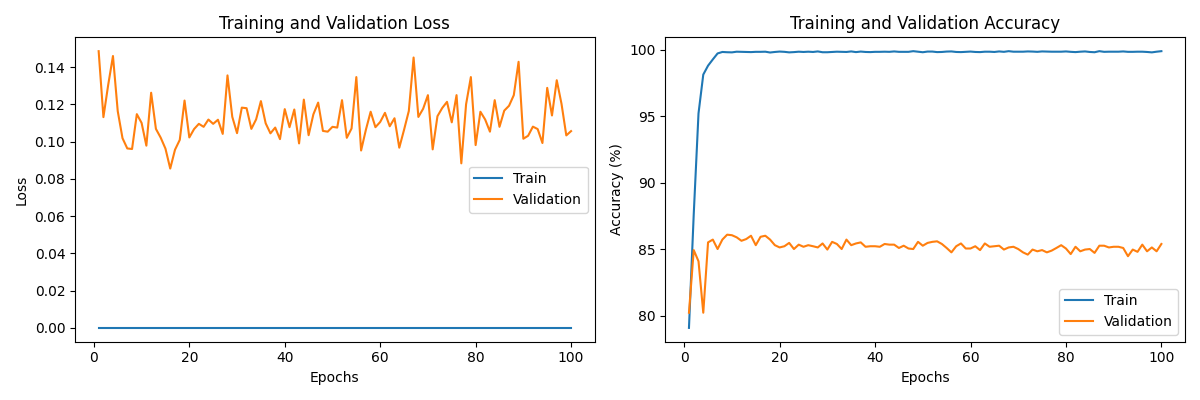 Training and Validation Loss
Loss
0.14
0.12
0.10
0.08
0.06
0.04
0.02
0.00
Train
Validation
0
20
40
60
80
100
Epochs
Training and Validation Accuracy
Accuracy (%)
100
95
90
85
80
Train
Validation
0
20
40
60
80
100
Epochs